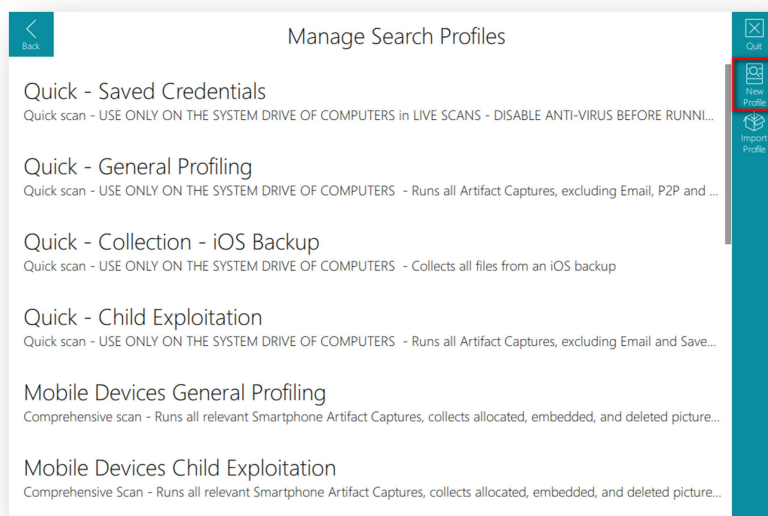 Back
Manage Search Profiles
Quit
New
Profile
Import
Profile
Quick - Saved Credentials
Quick scan - USE ONLY ON THE SYSTEM DRIVE OF COMPUTERS in LIVE SCANS - DISABLE ANTI-VIRUS BEFORE RUNNI...
Quick - General Profiling
Quick scan - USE ONLY ON THE SYSTEM DRIVE OF COMPUTERS - Runs all Artifact Captures, excluding Email, P2P and ...
Quick - Collection - iOS Backup
Quick scan - USE ONLY ON THE SYSTEM DRIVE OF COMPUTERS - Collects all files from an iOS backup
Quick - Child Exploitation
Quick scan - USE ONLY ON THE SYSTEM DRIVE OF COMPUTERS - Runs all Artifact Captures, excluding Email and Save...
Mobile Devices General Profiling
Comprehensive scan - Runs all relevant Smartphone Artifact Captures, collects allocated, embedded, and deleted picture...
Mobile Devices Child Exploitation
Comprehensive Scan - Runs all relevant Smartphone Artifact Captures, collects allocated, embedded, and deleted picture...